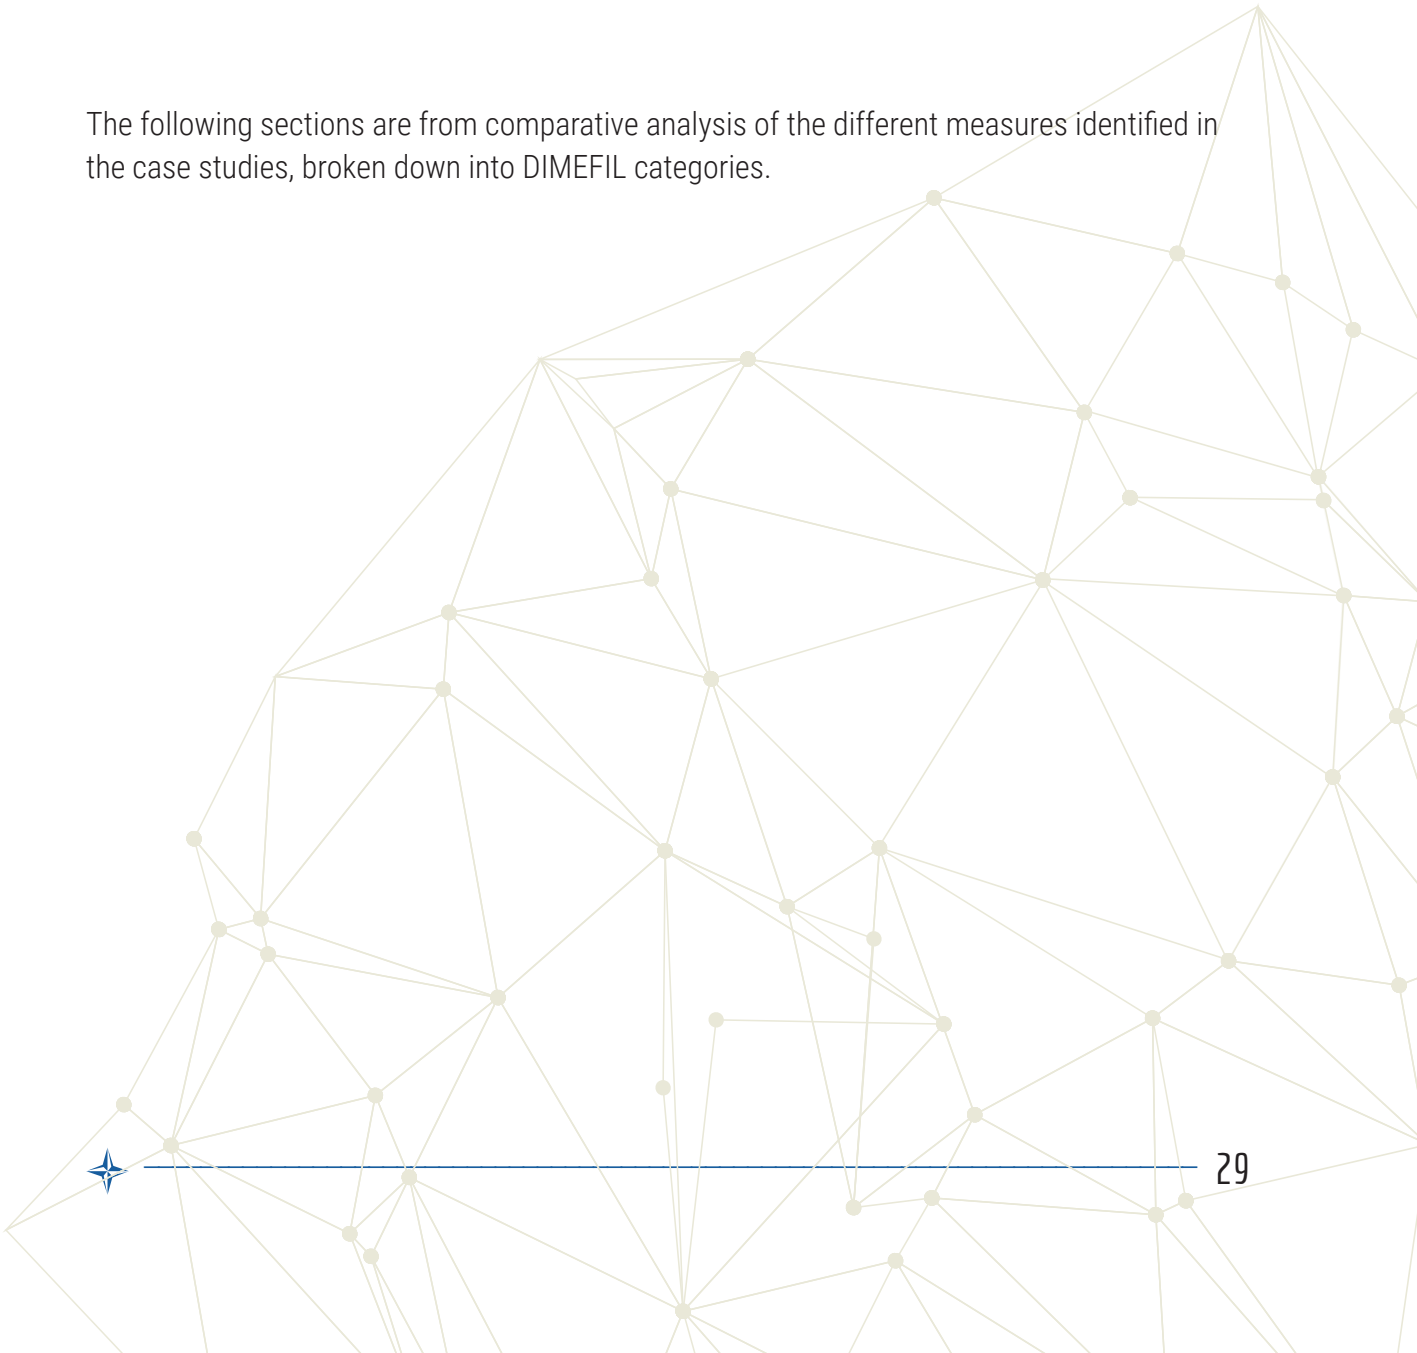 The following sections are from comparative analysis of the different measures identified in
the case studies, broken down into DIMEFIL categories.
29